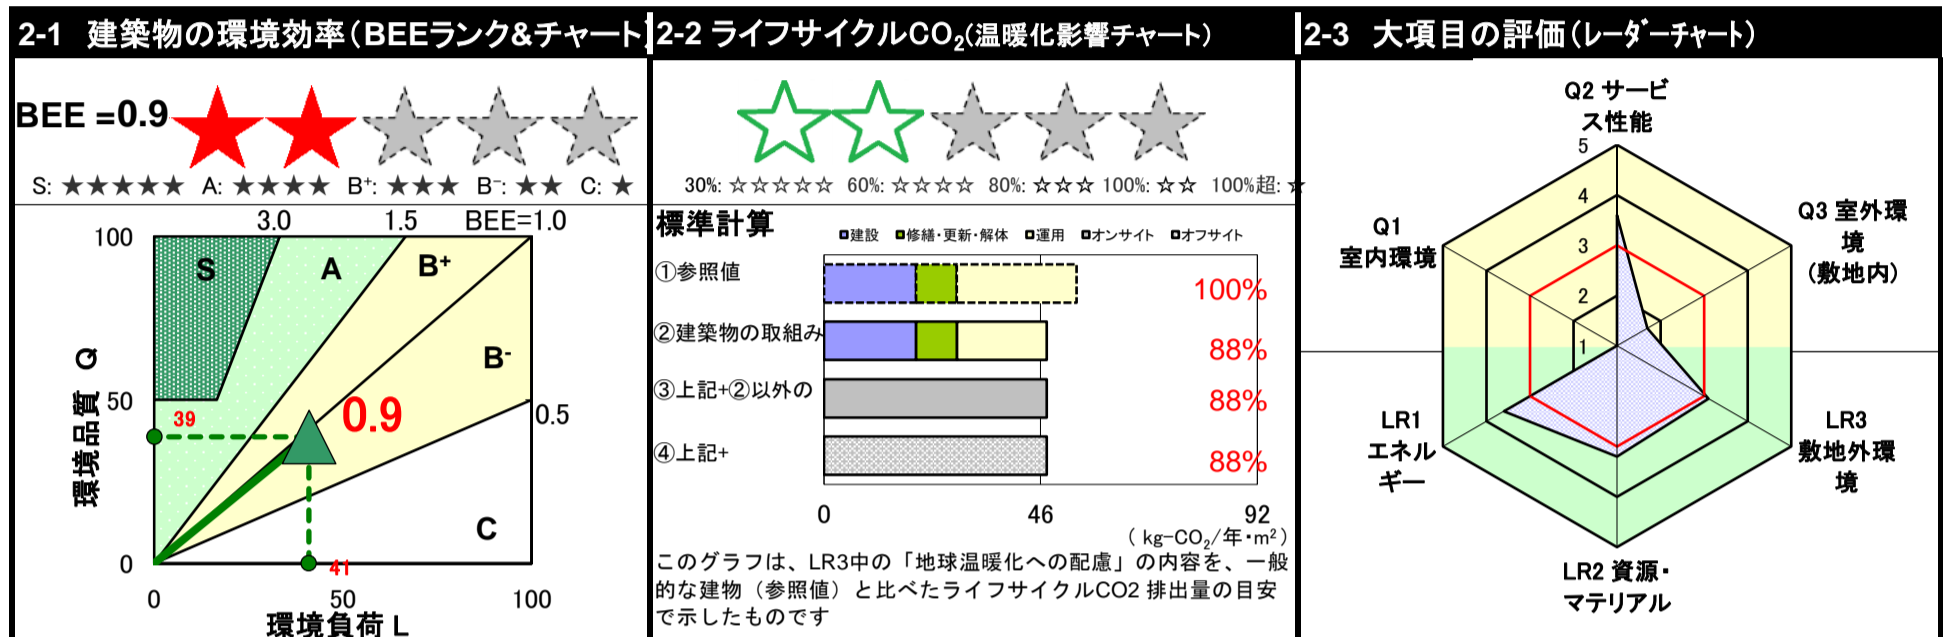 2-1 建築物の環境効率(BEEランク&チャート)
BEE =0.9
S: ★★★★★ A: ★★★★ B+: ★★★ B-: ★★ C: ★
3.0 1.5 BEE=1.0
100
S
A
B+
B-
C
環境品質 Q
50
39
0.9
0.5
0
41
0 50 100
環境負荷 L
2-2 ライフサイクルCO2(温暖化影響チャート)
30%: ☆☆☆☆☆ 60%: ☆☆☆☆ 80%: ☆☆☆ 100%: ☆☆ 100%超: ☆
標準計算
建設 修繕・更新・解体 運用 オンサイト オフサイト
①参照値 100%
②建築物の取組み 88%
③上記+②以外の 88%
④上記+ 88%
0 46 92
( kg-CO2/年・m2 )
このグラフは、LR3中の「地球温暖化への配慮」の内容を、一般
的な建物(参照値)と比べたライフサイクルCO2 排出量の目安
で示したものです
2-3 大項目の評価(レーダーチャート)
Q2 サービ
ス性能
5
4
3
2
1
Q1
室内環境
Q3 室外環
境
(敷地内)
LR1
エネル
ギー
LR3
敷地外環
境
LR2 資源・
マテリアル